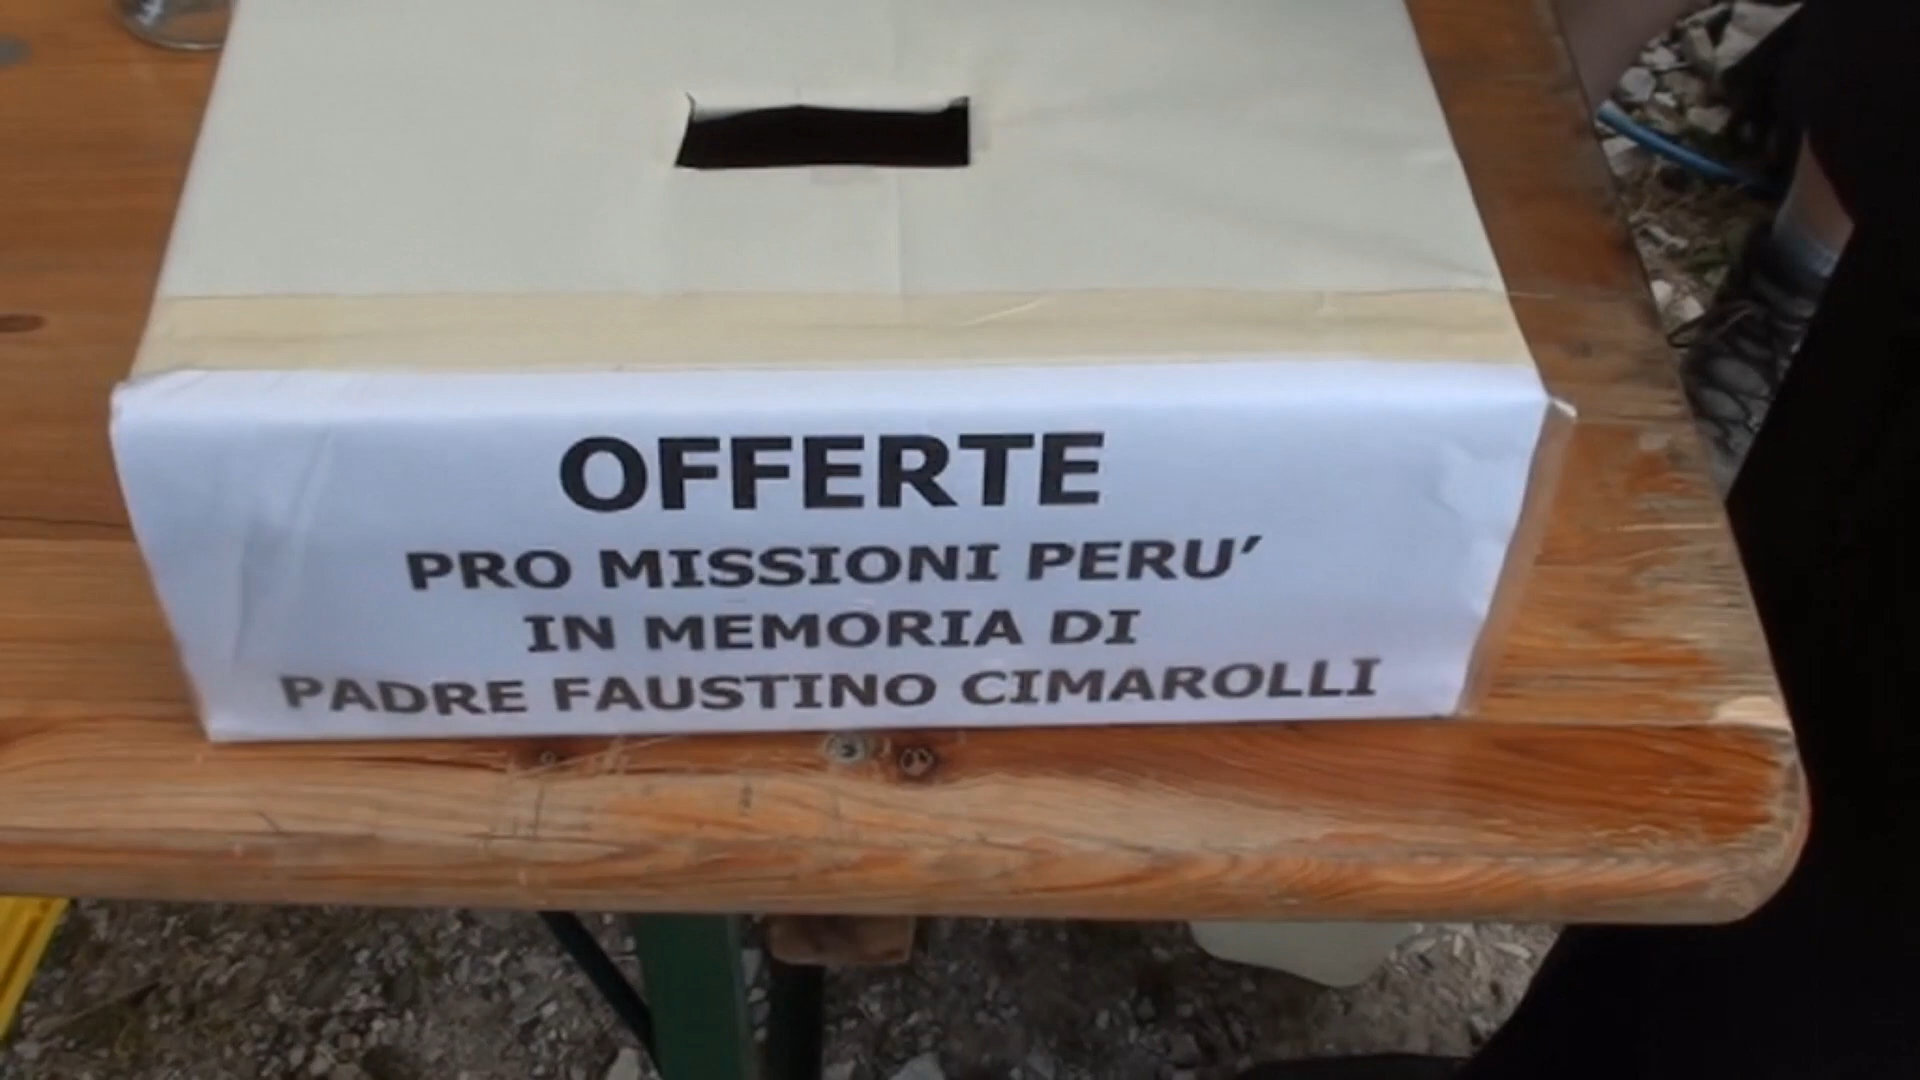 OFFERTE
PRO MISSIONI PERU'
IN MEMORIA DI
PADRE FAUSTINO CIMAROLLI